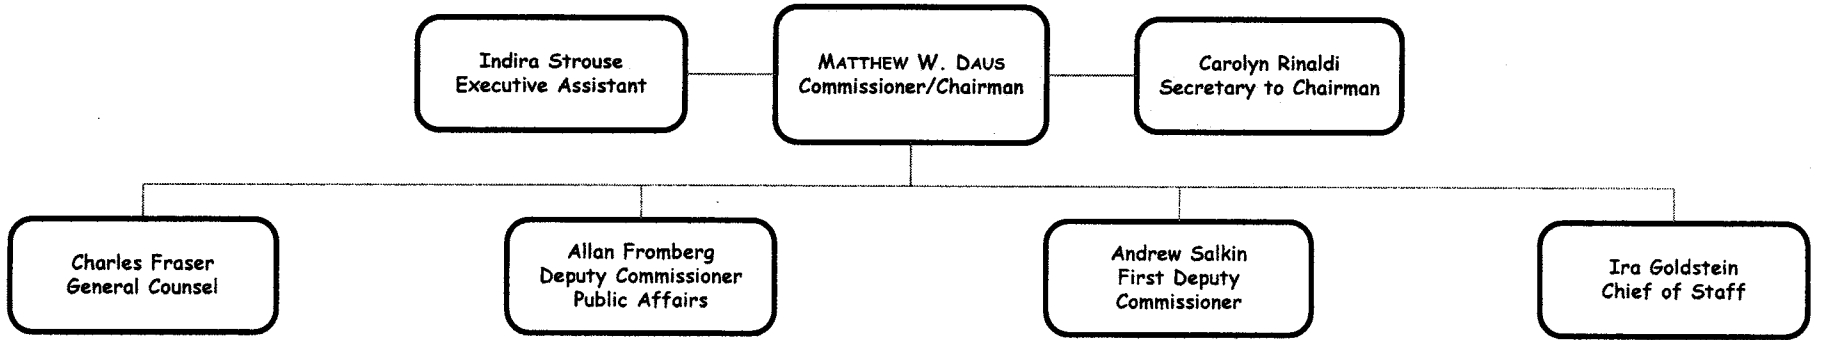 Indira Strouse
Executive Assistant
MATTHEW W. DAUS
Commissioner/Chairman
Carolyn Rinaldi
Secretary to Chairman
Charles Fraser
General Counsel
Allan Fromberg
Deputy Commissioner
Public Affairs
Andrew Salkin
First Deputy
Commissioner
Ira Goldstein
Chief of Staff